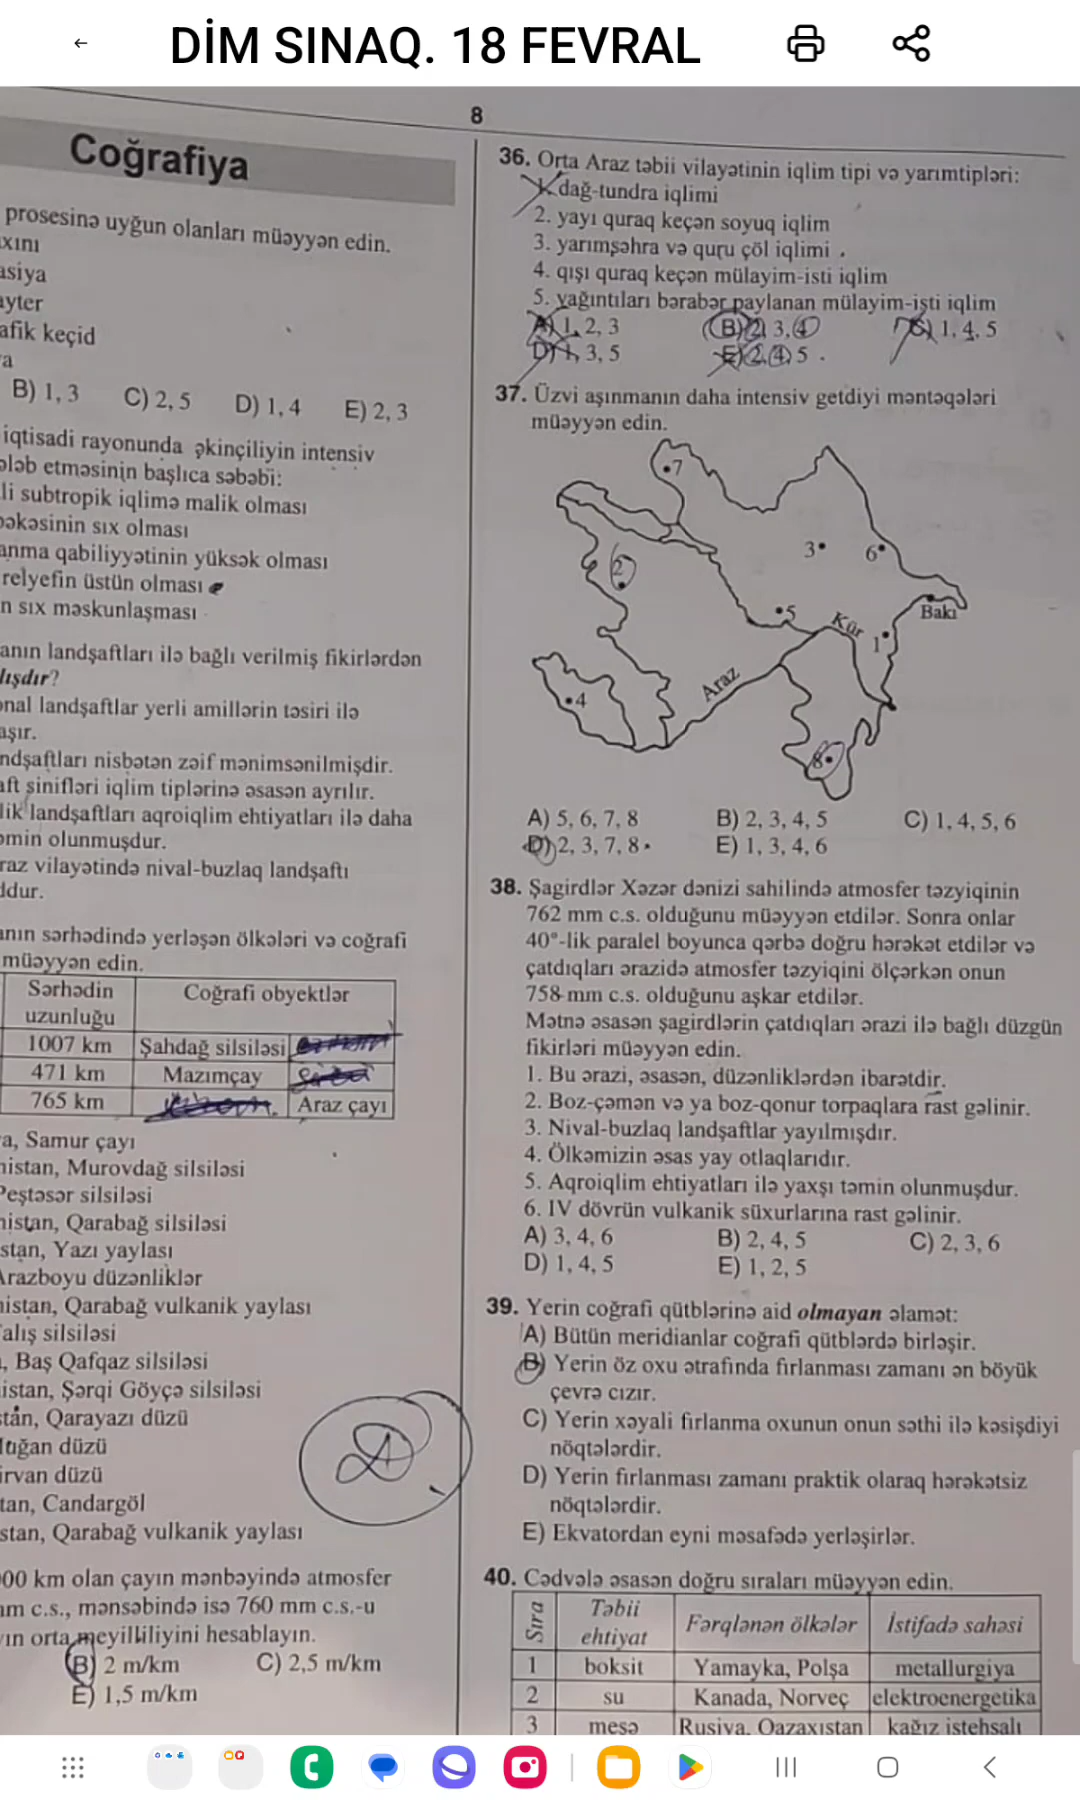 DİM SINAQ. 18 FEVRAL
8
Coğrafiya
prosesinə uyğun olanları müəyyən edin.
xını
asiya
ayter
afik keçid
a
B) 1, 3 C) 2, 5 D) 1, 4 E) 2, 3
iqtisadi rayonunda əkinçiliyin intensiv
ələb etməsinin başlıca səbəbi:
li subtropik iqlimə malik olması
əkəsinin sıx olması
anma qabiliyyətinin yüksək olması
relyefin üstün olması
n sıx məskunlaşması
anın landşaftları ilə bağlı verilmiş fikirlərdən
lışdır?
onal landşaftlar yerli amillərin təsiri ilə
aşır.
ndşaftları nisbətən zəif mənimsənilmişdir.
aft sinifləri iqlim tiplərinə əsasən ayrılır.
lik landşaftları aqroiqlim ehtiyatları ilə daha
əmin olunmuşdur.
raz vilayətində nival-buzlaq landşaftı
ddur.
anın sərhədində yerləşən ölkələri və coğrafi
müəyyən edin.
Sərhədin uzunluğu Coğrafi obyektlər
1007 km Şahdağ silsiləsi
471 km Mazımçay
765 km Araz çayı
a, Samur çayı
nistan, Murovdağ silsiləsi
Peştəsər silsiləsi
nistan, Qarabağ silsiləsi
stan, Yazı yaylası
Arazboyu düzənliklər
nistan, Qarabağ vulkanik yaylası
alış silsiləsi
, Baş Qafqaz silsiləsi
istan, Şərqi Göyçə silsiləsi
stan, Qarayazı düzü
uğan düzü
irvan düzü
tan, Candargöl
stan, Qarabağ vulkanik yaylası
A
00 km olan çayın mənbəyində atmosfer
m c.s., mənsəbində isə 760 mm c.s.-u
ın orta meyilliliyini hesablayın.
B) 2 m/km C) 2,5 m/km
E) 1,5 m/km
36. Orta Araz təbii vilayətinin iqlim tipi və yarımtipləri:
1. dağ-tundra iqlimi
2. yayı quraq keçən soyuq iqlim
3. yarımsəhra və quru çöl iqlimi
4. qışı quraq keçən mülayim-isti iqlim
5. yağıntıları bərabər paylanan mülayim-isti iqlim
A) 1, 2, 3 B) 2, 3, 4 C) 1, 4, 5
D) 1, 3, 5 E) 2, 4, 5
37. Üzvi aşınmanın daha intensiv getdiyi məntəqələri
müəyyən edin.
7
3
6
2
5
Bakı
Kür
1
Araz
4
8
A) 5, 6, 7, 8 B) 2, 3, 4, 5 C) 1, 4, 5, 6
D) 2, 3, 7, 8 E) 1, 3, 4, 6
38. Şagirdlər Xəzər dənizi sahilində atmosfer təzyiqinin
762 mm c.s. olduğunu müəyyən etdilər. Sonra onlar
40°-lik paralel boyunca qərbə doğru hərəkət etdilər və
çatdıqları ərazidə atmosfer təzyiqini ölçərkən onun
758 mm c.s. olduğunu aşkar etdilər.
Mətnə əsasən şagirdlərin çatdıqları ərazi ilə bağlı düzgün
fikirləri müəyyən edin.
1. Bu ərazi, əsasən, düzənliklərdən ibarətdir.
2. Boz-çəmən və ya boz-qonur torpaqlara rast gəlinir.
3. Nival-buzlaq landşaftlar yayılmışdır.
4. Ölkəmizin əsas yay otlaqlarıdır.
5. Aqroiqlim ehtiyatları ilə yaxşı təmin olunmuşdur.
6. IV dövrün vulkanik süxurlarına rast gəlinir.
A) 3, 4, 6 B) 2, 4, 5 C) 2, 3, 6
D) 1, 4, 5 E) 1, 2, 5
39. Yerin coğrafi qütblərinə aid olmayan əlamət:
A) Bütün meridianlar coğrafi qütblərdə birləşir.
B) Yerin öz oxu ətrafında fırlanması zamanı ən böyük
çevrə cızır.
C) Yerin xəyali fırlanma oxunun onun səthi ilə kəsişdiyi
nöqtələrdir.
D) Yerin fırlanması zamanı praktik olaraq hərəkətsiz
nöqtələrdir.
E) Ekvatordan eyni məsafədə yerləşirlər.
40. Cədvələ əsasən doğru sıraları müəyyən edin.
Sıra Təbii ehtiyat Fərqlənən ölkələr İstifadə sahəsi
1 boksit Yamayka, Polşa metallurgiya
2 su Kanada, Norveç elektroenergetika
3 meşə Rusiya, Qazaxıstan kağız istehsalı